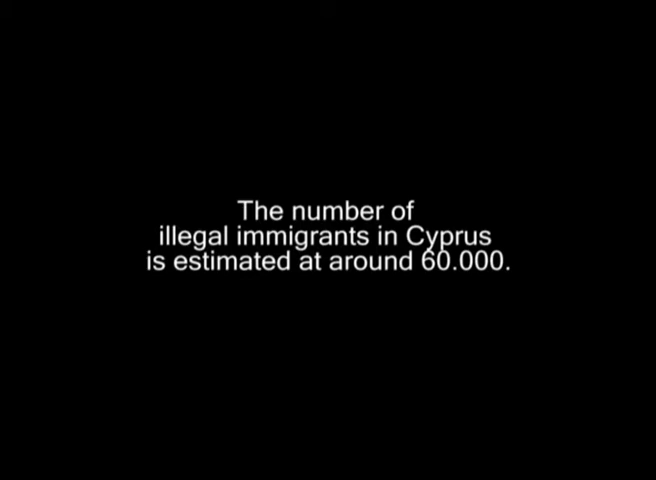 The number of
illegal immigrants in Cyprus
is estimated at around 60.000.